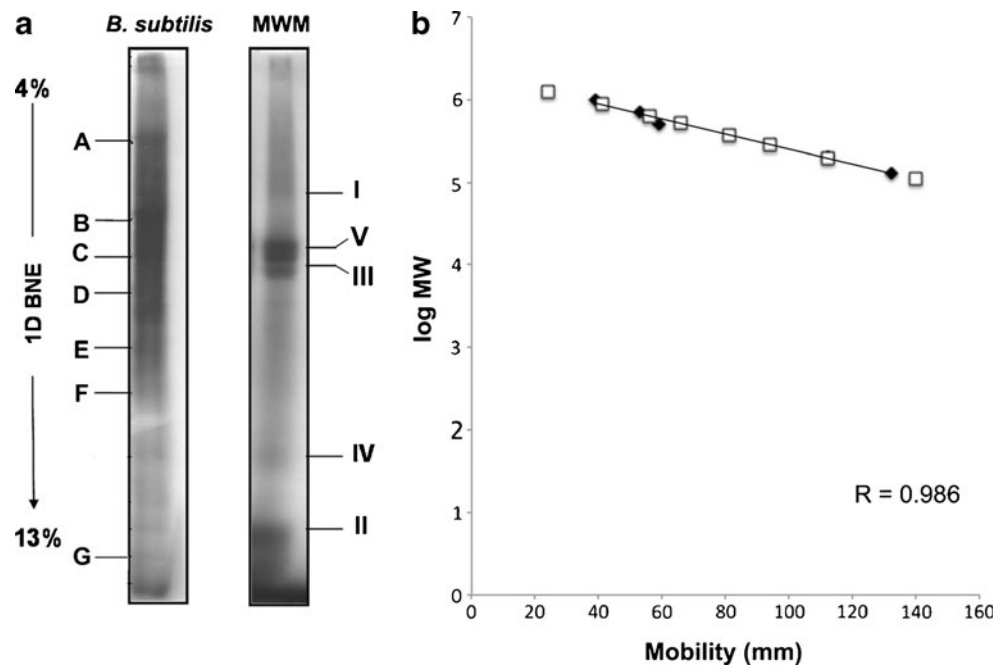 a
B. subtilis
MWM
4%
1D BNE
13%
A
B
C
D
E
F
G
I
V
III
IV
II
b
log MW
7
6
5
4
3
2
1
0
0 20 40 60 80 100 120 140 160
Mobility (mm)
R = 0.986